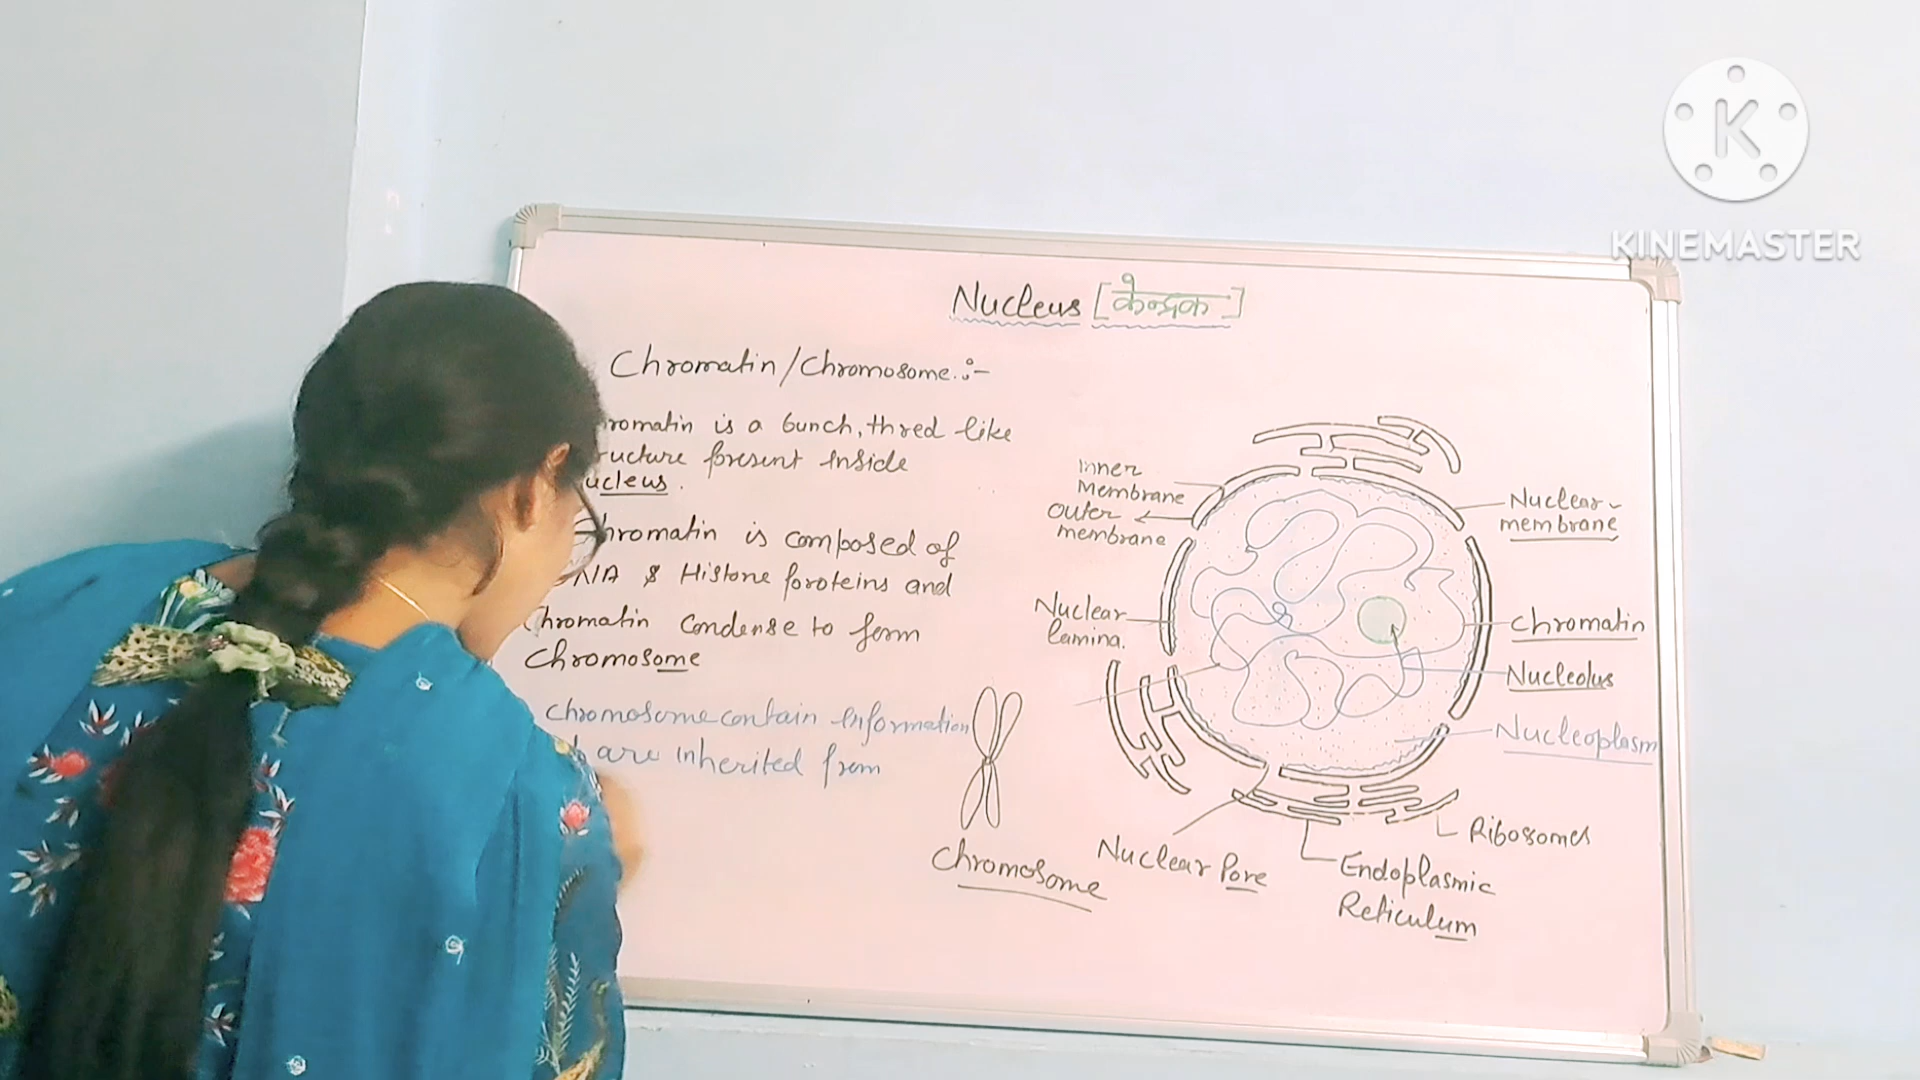 K
KINEMASTER
Nucleus [केन्द्रक]
Chromatin/Chromosome :-
romatin is a bunch, thred like
ructure present inside
ucleus.
hromatin is composed of
NA & Histone proteins and
Chromatin condense to form
Chromosome
chromosome contain information
are inherited from
Chromosome
inner
membrane
outer
membrane
Nuclear
lamina.
Nuclear-
membrane
chromatin
Nucleolus
Nucleoplasm
Ribosomes
Endoplasmic
Reticulum
Nuclear Pore